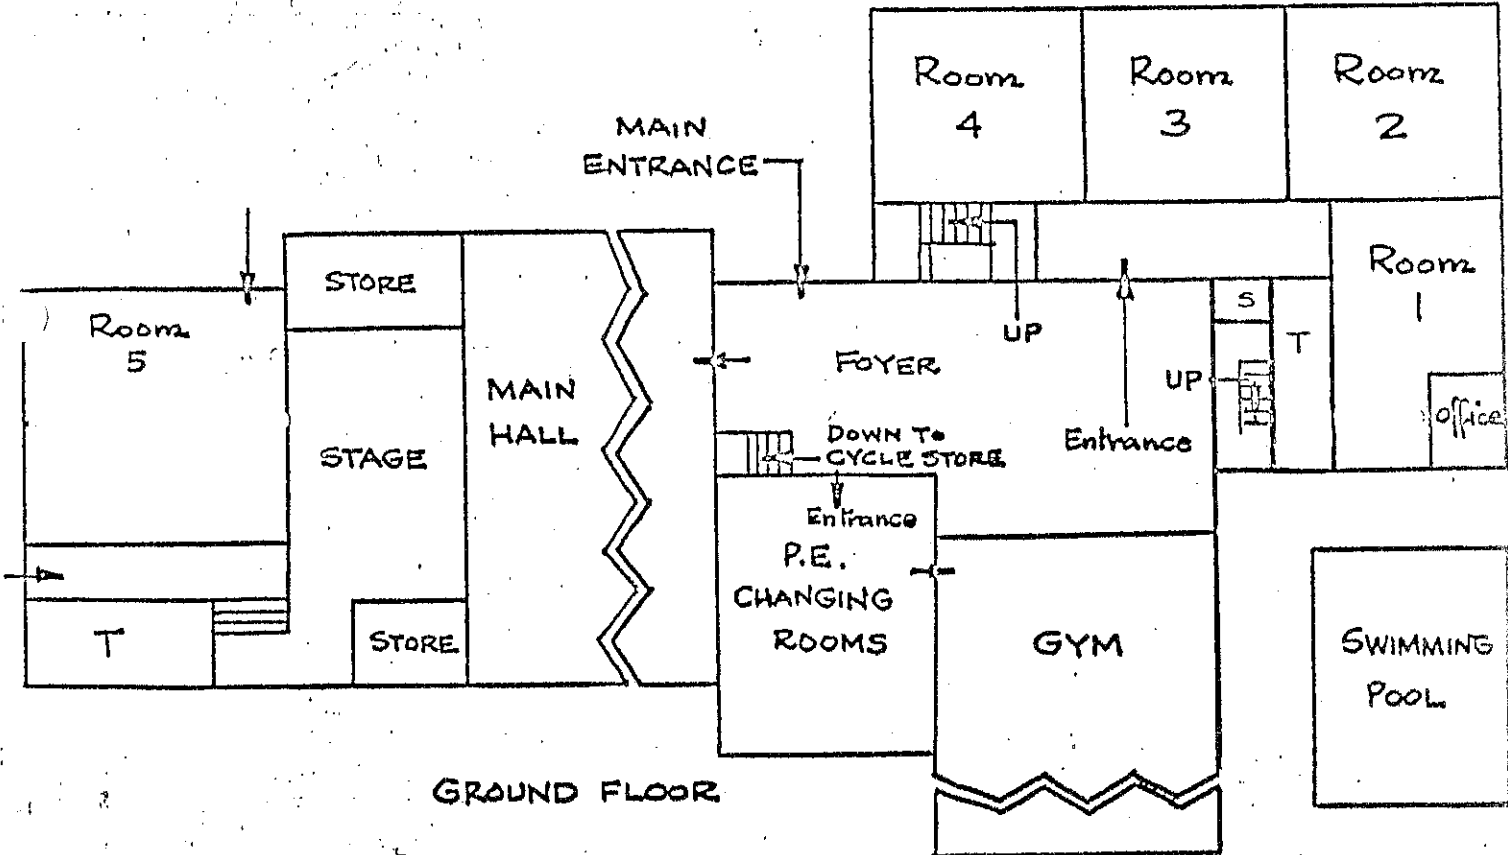 Room
4
Room
3
Room
2
MAIN
ENTRANCE
Room
1
STORE
S
T
Room
5
UP
FOYER
UP
MAIN
HALL
Office
DOWN TO
CYCLE STORE
Entrance
STAGE
Entrance
P.E.
CHANGING
ROOMS
T
STORE
GYM
SWIMMING
POOL
GROUND FLOOR